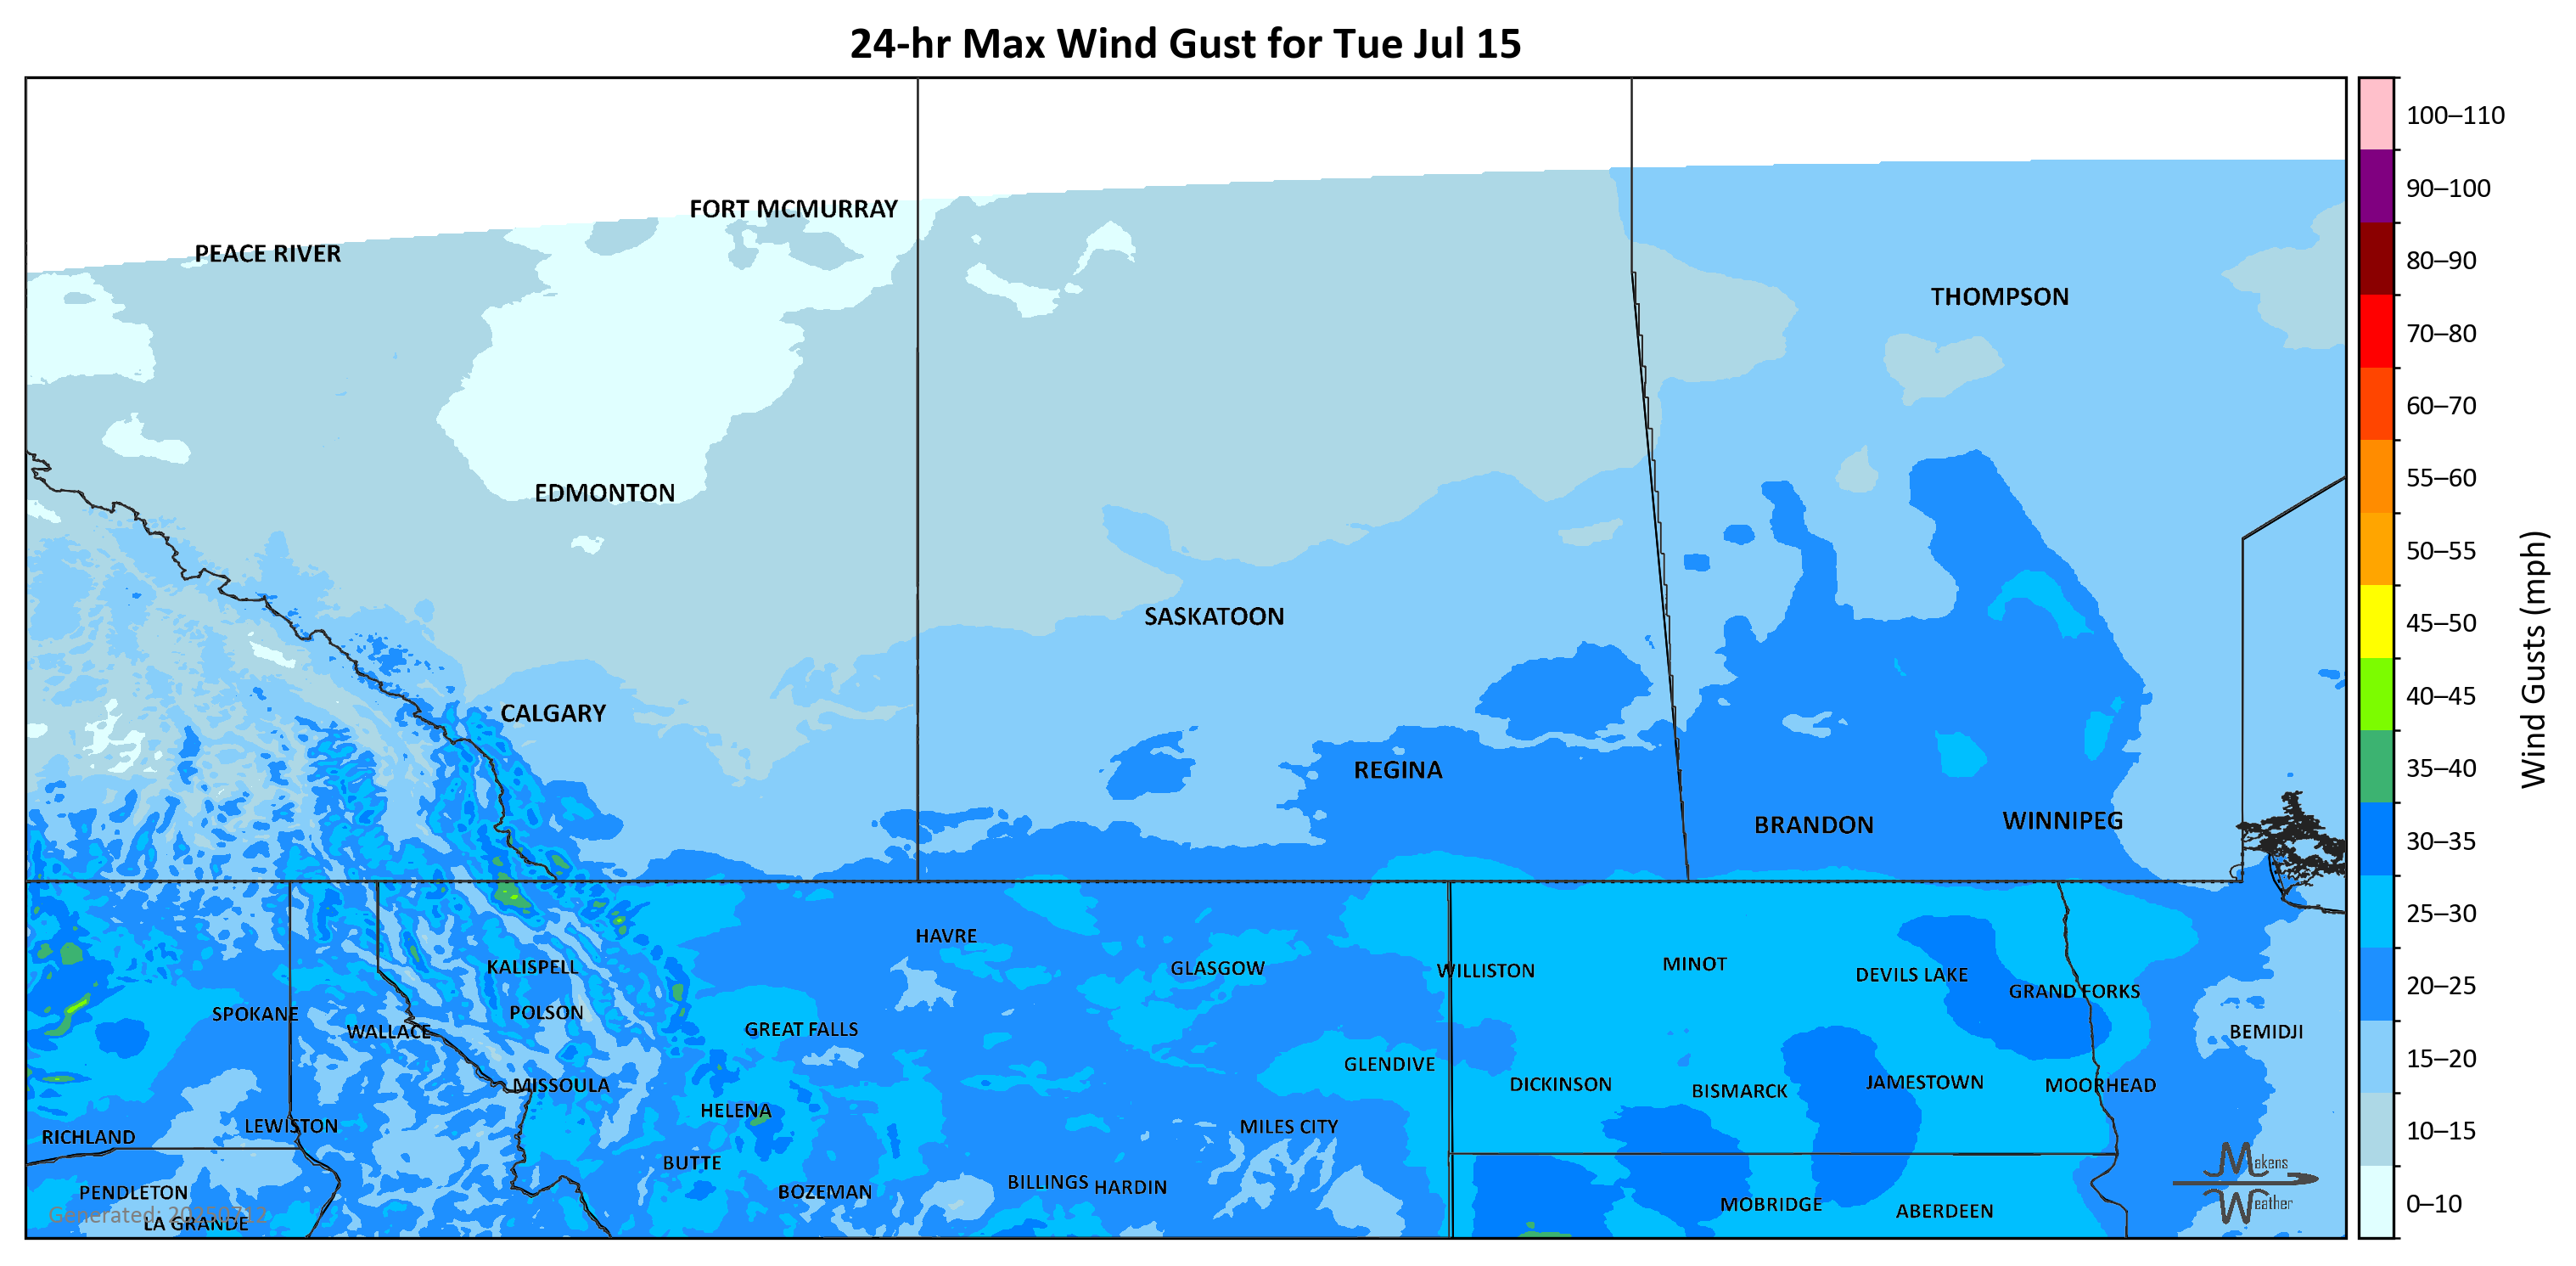 24-hr Max Wind Gust for Tue Jul 15
100–110
90–100
80–90
70–80
60–70
55–60
50–55
45–50
40–45
35–40
30–35
25–30
20–25
15–20
10–15
0–10
Wind Gusts (mph)
FORT MCMURRAY
PEACE RIVER
THOMPSON
EDMONTON
SASKATOON
CALGARY
REGINA
BRANDON
WINNIPEG
HAVRE
KALISPELL
GLASGOW
WILLISTON
MINOT
DEVILS LAKE
GRAND FORKS
SPOKANE
POLSON
WALLACE
GREAT FALLS
BEMIDJI
GLENDIVE
MISSOULA
DICKINSON
BISMARCK
JAMESTOWN
MOORHEAD
HELENA
LEWISTON
MILES CITY
RICHLAND
BUTTE
BOZEMAN
BILLINGS
HARDIN
PENDLETON
MOBRIDGE
ABERDEEN
LA GRANDE
Generated: 20250712
Makens
Weather